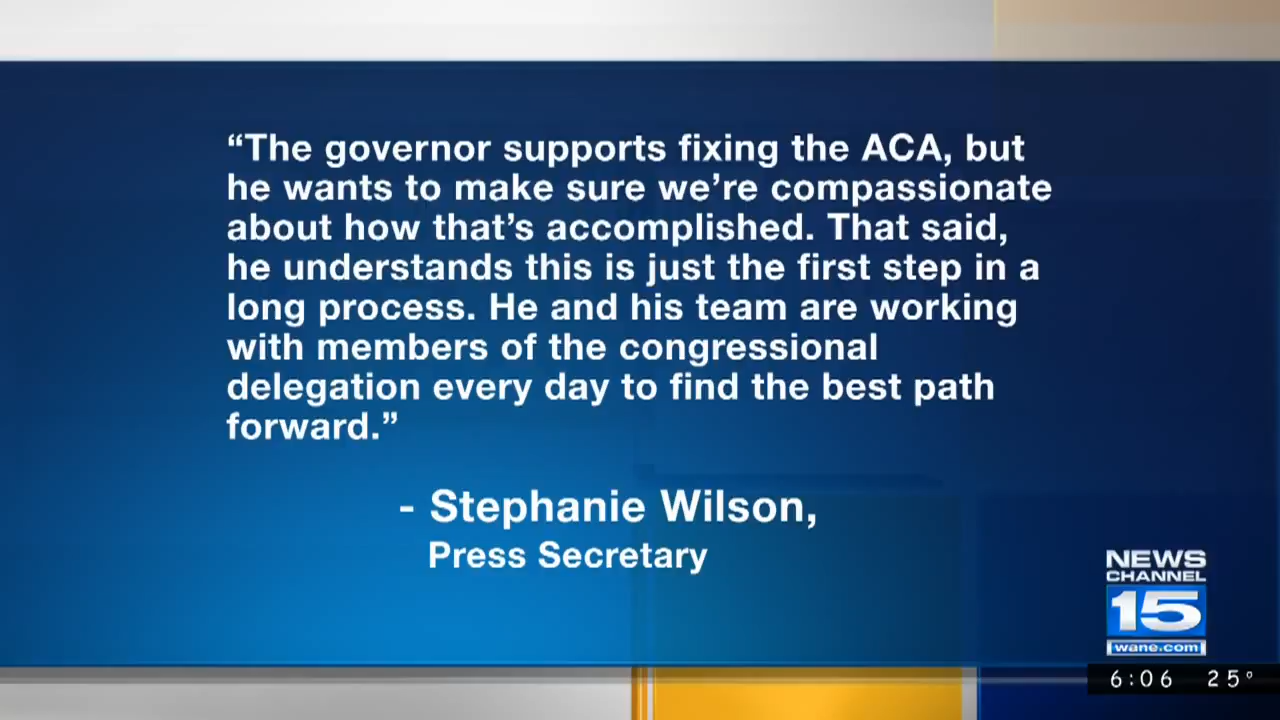 “The governor supports fixing the ACA, but
he wants to make sure we’re compassionate
about how that’s accomplished. That said,
he understands this is just the first step in a
long process. He and his team are working
with members of the congressional
delegation every day to find the best path
forward.”
- Stephanie Wilson,
Press Secretary
NEWS
CHANNEL
15
wane.com
6:06 25°